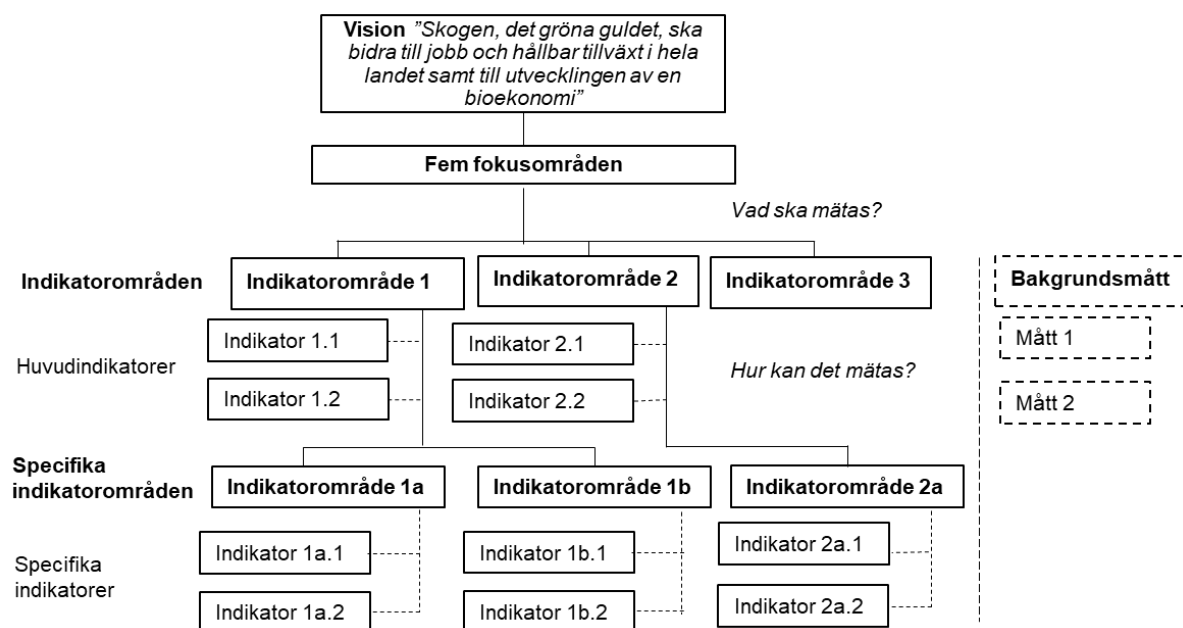 Vision ”Skogen, det gröna guldet, ska
bidra till jobb och hållbar tillväxt i hela
landet samt till utvecklingen av en
bioekonomi”
Fem fokusområden
Vad ska mätas?
Indikatorområden
Indikatorområde 1
Indikatorområde 2
Indikatorområde 3
Bakgrundsmått
Huvudindikatorer
Indikator 1.1
Indikator 2.1
Mått 1
Hur kan det mätas?
Indikator 1.2
Indikator 2.2
Mått 2
Specifika
indikatorområden
Indikatorområde 1a
Indikatorområde 1b
Indikatorområde 2a
Specifika
indikatorer
Indikator 1a.1
Indikator 1b.1
Indikator 2a.1
Indikator 1a.2
Indikator 1b.2
Indikator 2a.2